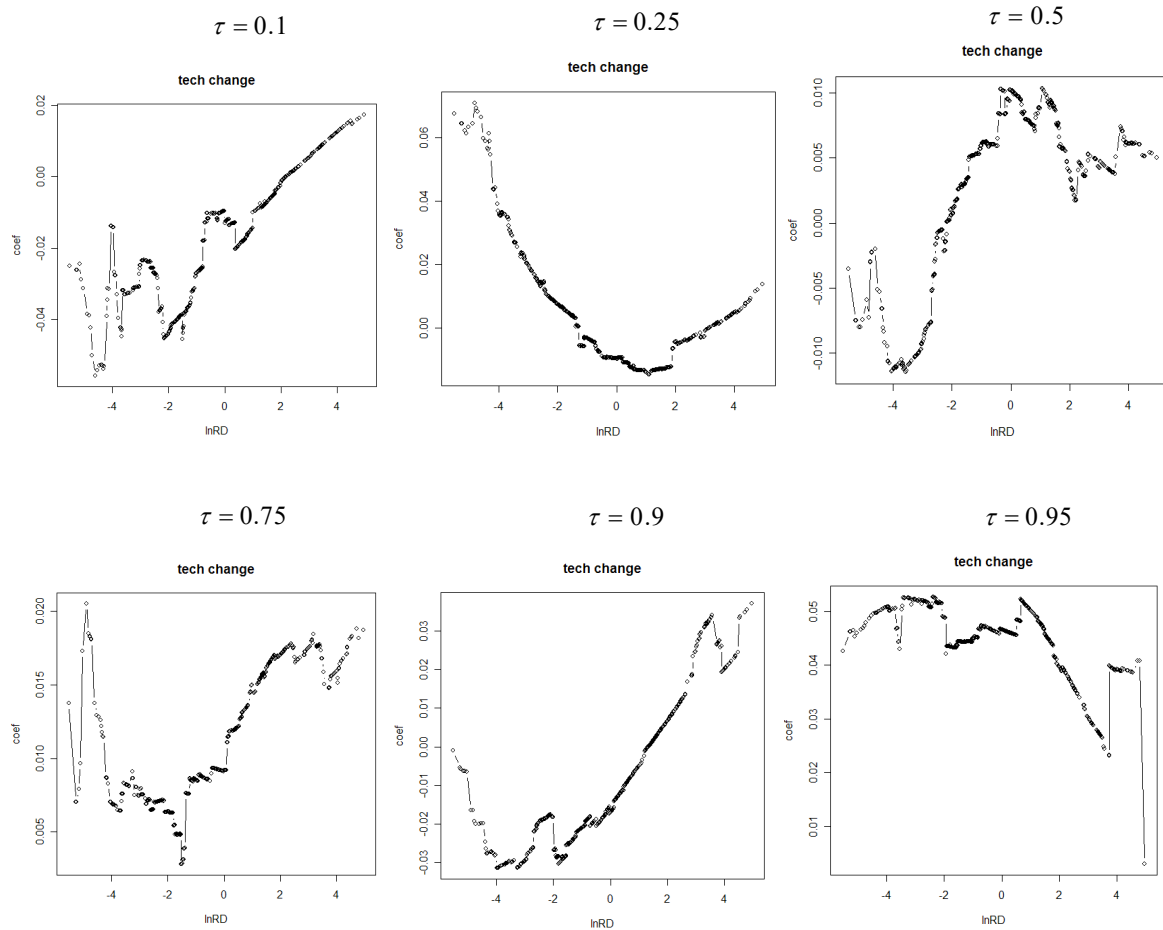 τ = 0.1
τ = 0.25
τ = 0.5
tech change
tech change
tech change
coef
0.02
0.00
-0.02
-0.04
-4 -2 0 2 4
lnRD
coef
0.06
0.04
0.02
0.00
-4 -2 0 2 4
lnRD
coef
0.010
0.005
0.000
-0.005
-0.010
-4 -2 0 2 4
lnRD
τ = 0.75
τ = 0.9
τ = 0.95
tech change
tech change
tech change
coef
0.020
0.015
0.010
0.005
-4 -2 0 2 4
lnRD
coef
0.03
0.02
0.01
0.00
-0.01
-0.02
-0.03
-4 -2 0 2 4
lnRD
coef
0.05
0.04
0.03
0.02
0.01
-4 -2 0 2 4
lnRD